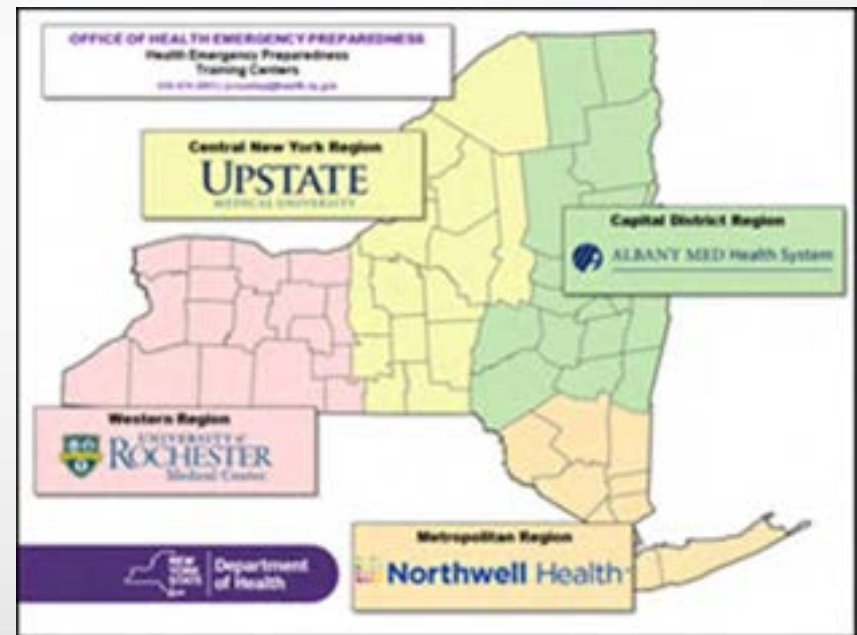 OFFICE OF HEALTH EMERGENCY PREPAREDNESS
Health Emergency Preparedness
Training Centers
Central New York Region
UPSTATE
MEDICAL UNIVERSITY
Capital District Region
ALBANY MED Health System
Western Region
UNIVERSITY of
ROCHESTER
Medical Center
Metropolitan Region
Northwell Health
NEW
YORK
STATE
Department
of Health